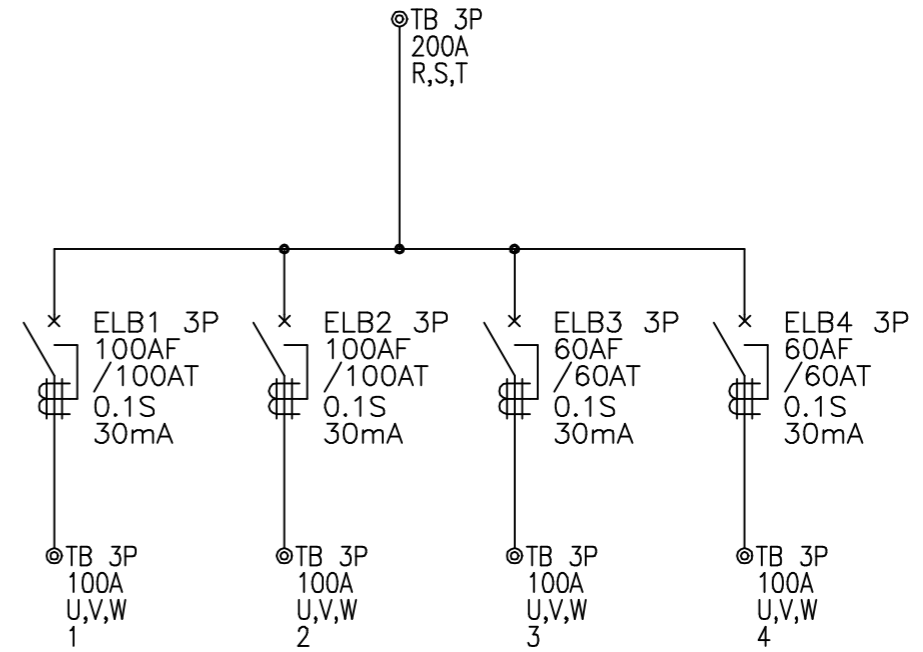 TB 3P
200A
R,S,T
ELB1 3P
100AF
/100AT
0.1S
30mA
ELB2 3P
100AF
/100AT
0.1S
30mA
ELB3 3P
60AF
/60AT
0.1S
30mA
ELB4 3P
60AF
/60AT
0.1S
30mA
TB 3P
100A
U,V,W
1
TB 3P
100A
U,V,W
2
TB 3P
100A
U,V,W
3
TB 3P
100A
U,V,W
4